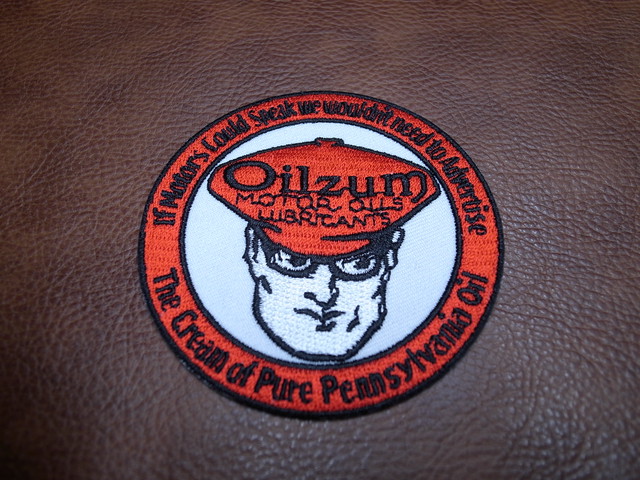 If Motors Could Speak we wouldn't need to Advertise
Oilzum
MOTOR OILS
LUBRICANTS
The Cream of Pure Pennsylvania Oil